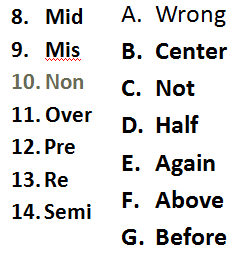 8. Mid
9. Mis
10. Non
11. Over
12. Pre
13. Re
14. Semi
A. Wrong
B. Center
C. Not
D. Half
E. Again
F. Above
G. Before